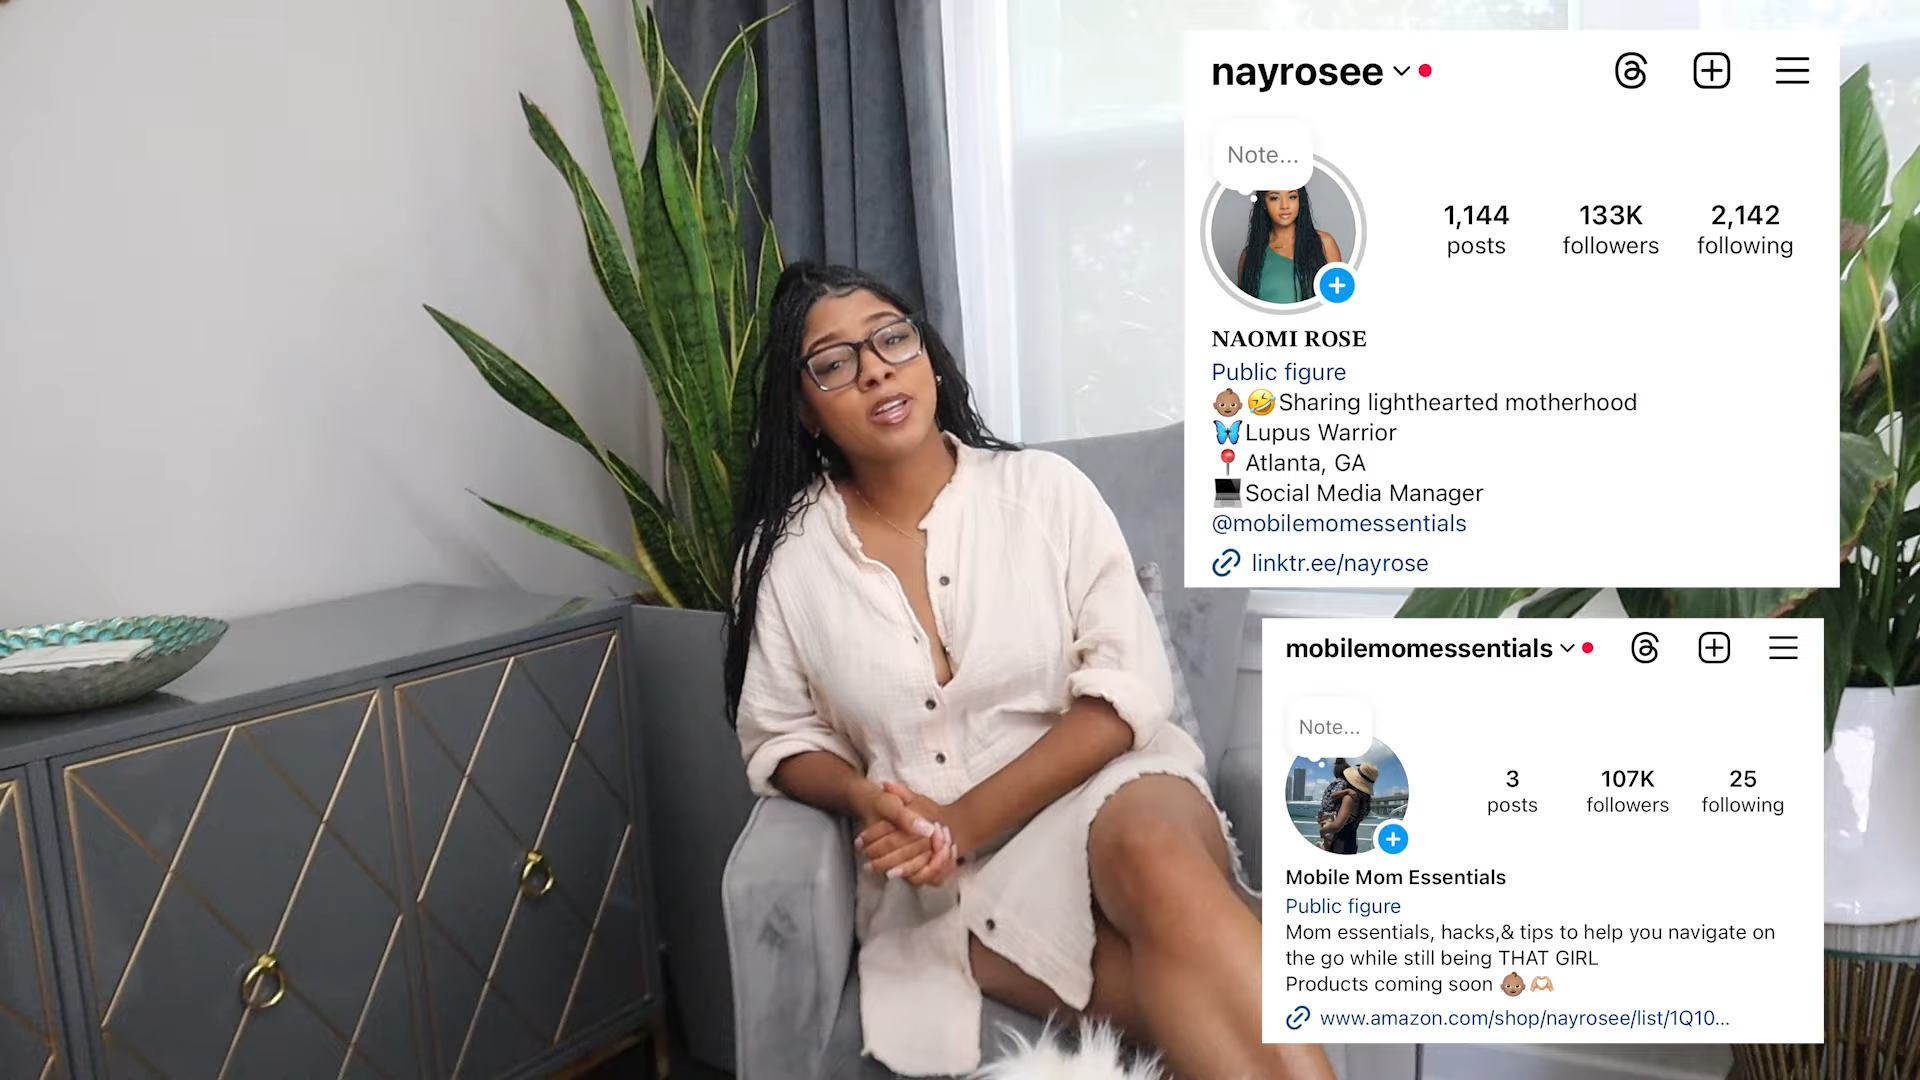 nayrosee
Note...
1,144 133K 2,142
posts followers following
NAOMI ROSE
Public figure
👶🏽🤣Sharing lighthearted motherhood
🦋Lupus Warrior
📍Atlanta, GA
💻Social Media Manager
@mobilemomessentials
linktr.ee/nayrose
mobilemomessentials
Note...
3 107K 25
posts followers following
Mobile Mom Essentials
Public figure
Mom essentials, hacks,& tips to help you navigate on
the go while still being THAT GIRL
Products coming soon 👶🏽🫶🏼
www.amazon.com/shop/nayrosee/list/1Q10...